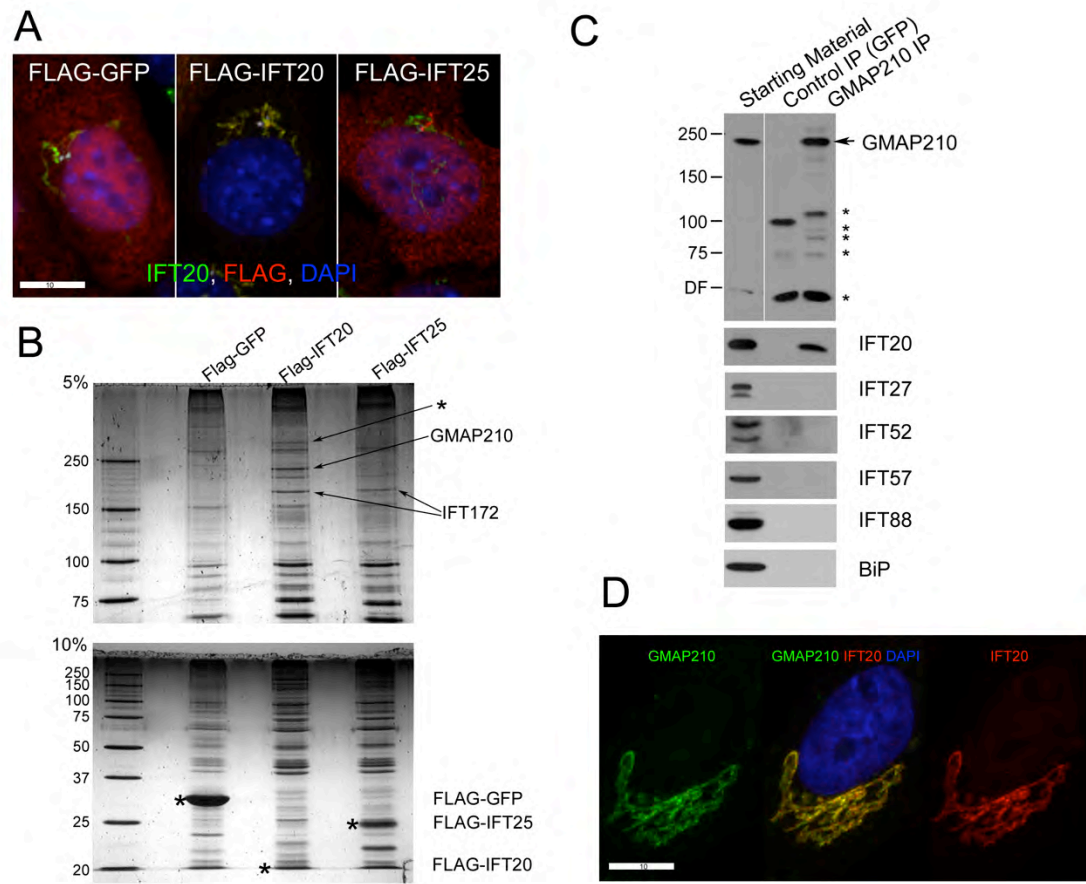 A
FLAG-GFP FLAG-IFT20 FLAG-IFT25
IFT20, FLAG, DAPI
10
B
Flag-GFP Flag-IFT20 Flag-IFT25
5%
*
GMAP210
250
IFT172
150
100
75
10%
250
150
100
75
50
37
* FLAG-GFP
25 * FLAG-IFT25
20 * FLAG-IFT20
C
Starting Material
Control IP (GFP)
GMAP210 IP
250
GMAP210
150
100 *
*
*
75 *
DF *
IFT20
IFT27
IFT52
IFT57
IFT88
BiP
D
GMAP210 GMAP210 IFT20 DAPI IFT20
10